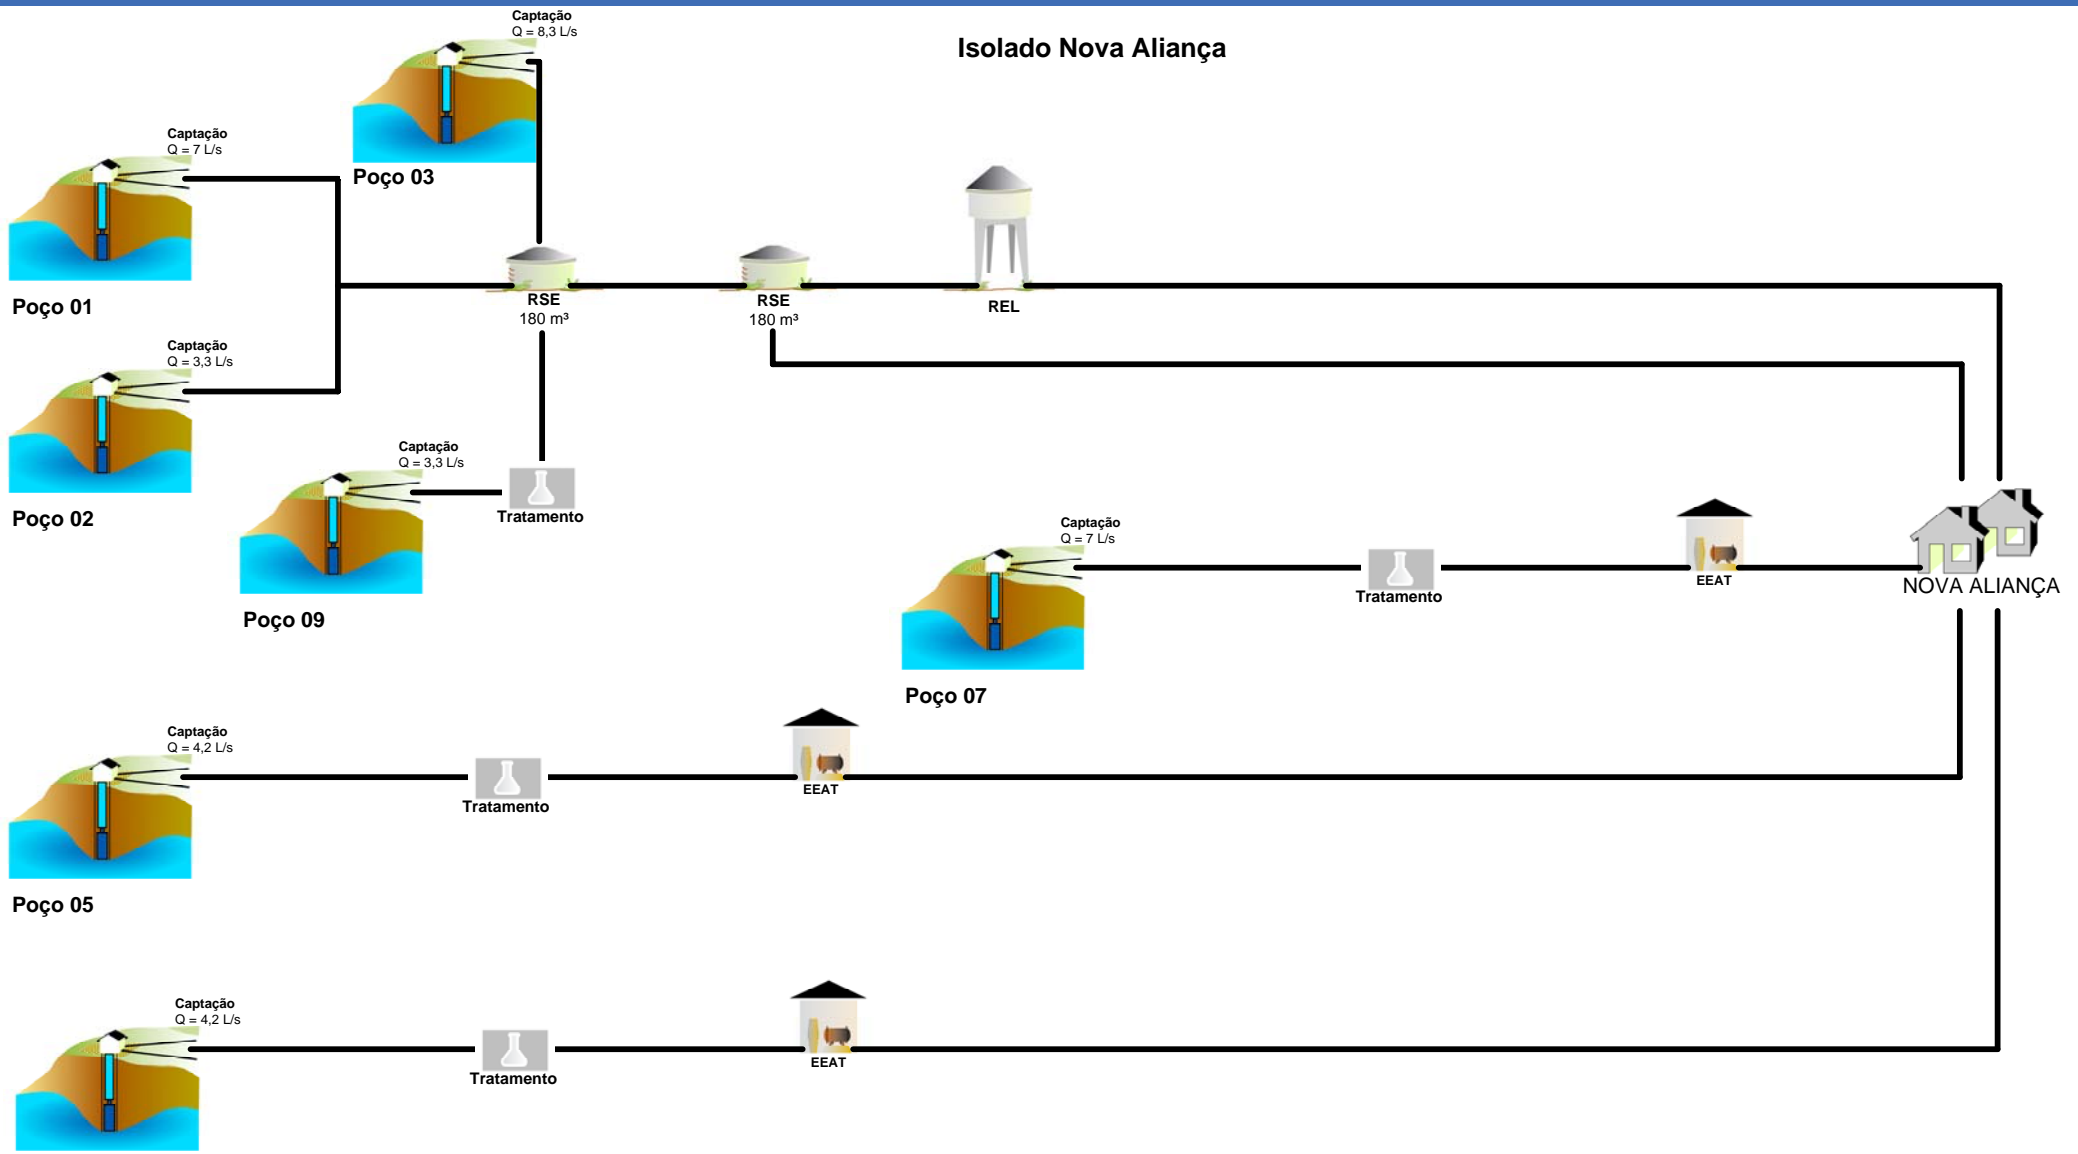 Captação
Q = 8,3 L/s
Isolado Nova Aliança
Captação
Q = 7 L/s
Poço 03
Poço 01
RSE
180 m³
RSE
180 m³
REL
Captação
Q = 3,3 L/s
Poço 02
Captação
Q = 3,3 L/s
Tratamento
Poço 09
Captação
Q = 7 L/s
Tratamento
EEAT
NOVA ALIANÇA
Poço 07
Captação
Q = 4,2 L/s
Tratamento
EEAT
Poço 05
Captação
Q = 4,2 L/s
Tratamento
EEAT